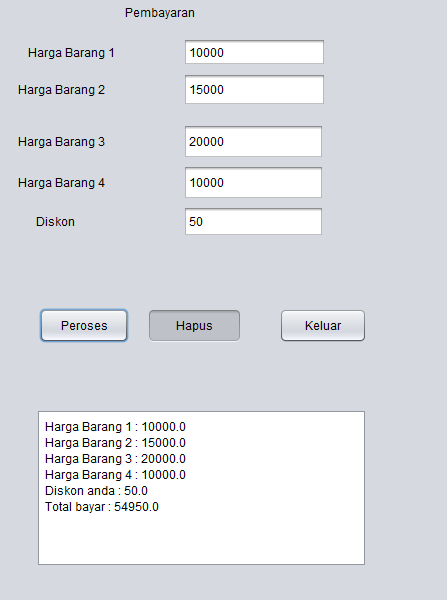 Pembayaran
Harga Barang 1 10000
Harga Barang 2 15000
Harga Barang 3 20000
Harga Barang 4 10000
Diskon 50
Peroses Hapus Keluar
Harga Barang 1 : 10000.0
Harga Barang 2 : 15000.0
Harga Barang 3 : 20000.0
Harga Barang 4 : 10000.0
Diskon anda : 50.0
Total bayar : 54950.0